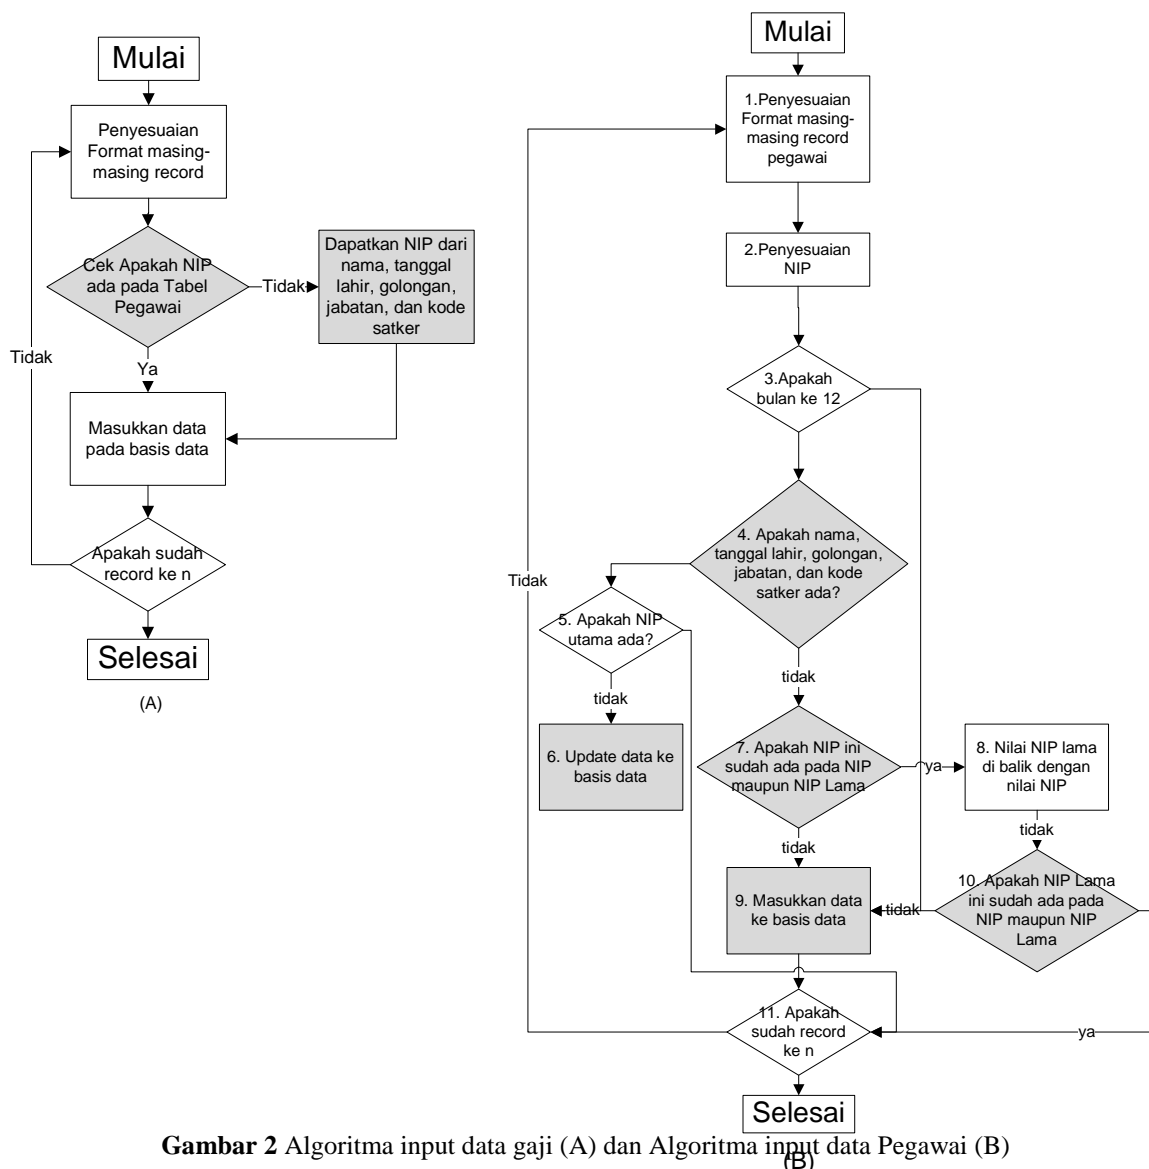 Mulai
Penyesuaian
Format masing-
masing record
Cek Apakah NIP
ada pada Tabel
Pegawai
Tidak
Dapatkan NIP dari
nama, tanggal
lahir, golongan,
jabatan, dan kode
satker
Tidak
Ya
Masukkan data
pada basis data
Apakah sudah
record ke n
Selesai
(A)
Mulai
1.Penyesuaian
Format masing-
masing record
pegawai
2.Penyesuaian
NIP
3.Apakah
bulan ke 12
4. Apakah nama,
tanggal lahir, golongan,
jabatan, dan kode
satker ada?
Tidak
5. Apakah NIP
utama ada?
tidak
6. Update data ke
basis data
tidak
7. Apakah NIP ini
sudah ada pada NIP
maupun NIP Lama
ya
8. Nilai NIP lama
di balik dengan
nilai NIP
tidak
tidak
9. Masukkan data
ke basis data
tidak
10. Apakah NIP Lama
ini sudah ada pada
NIP maupun NIP
Lama
11. Apakah
sudah record
ke n
ya
Selesai
(B)
Gambar 2 Algoritma input data gaji (A) dan Algoritma input data Pegawai (B)